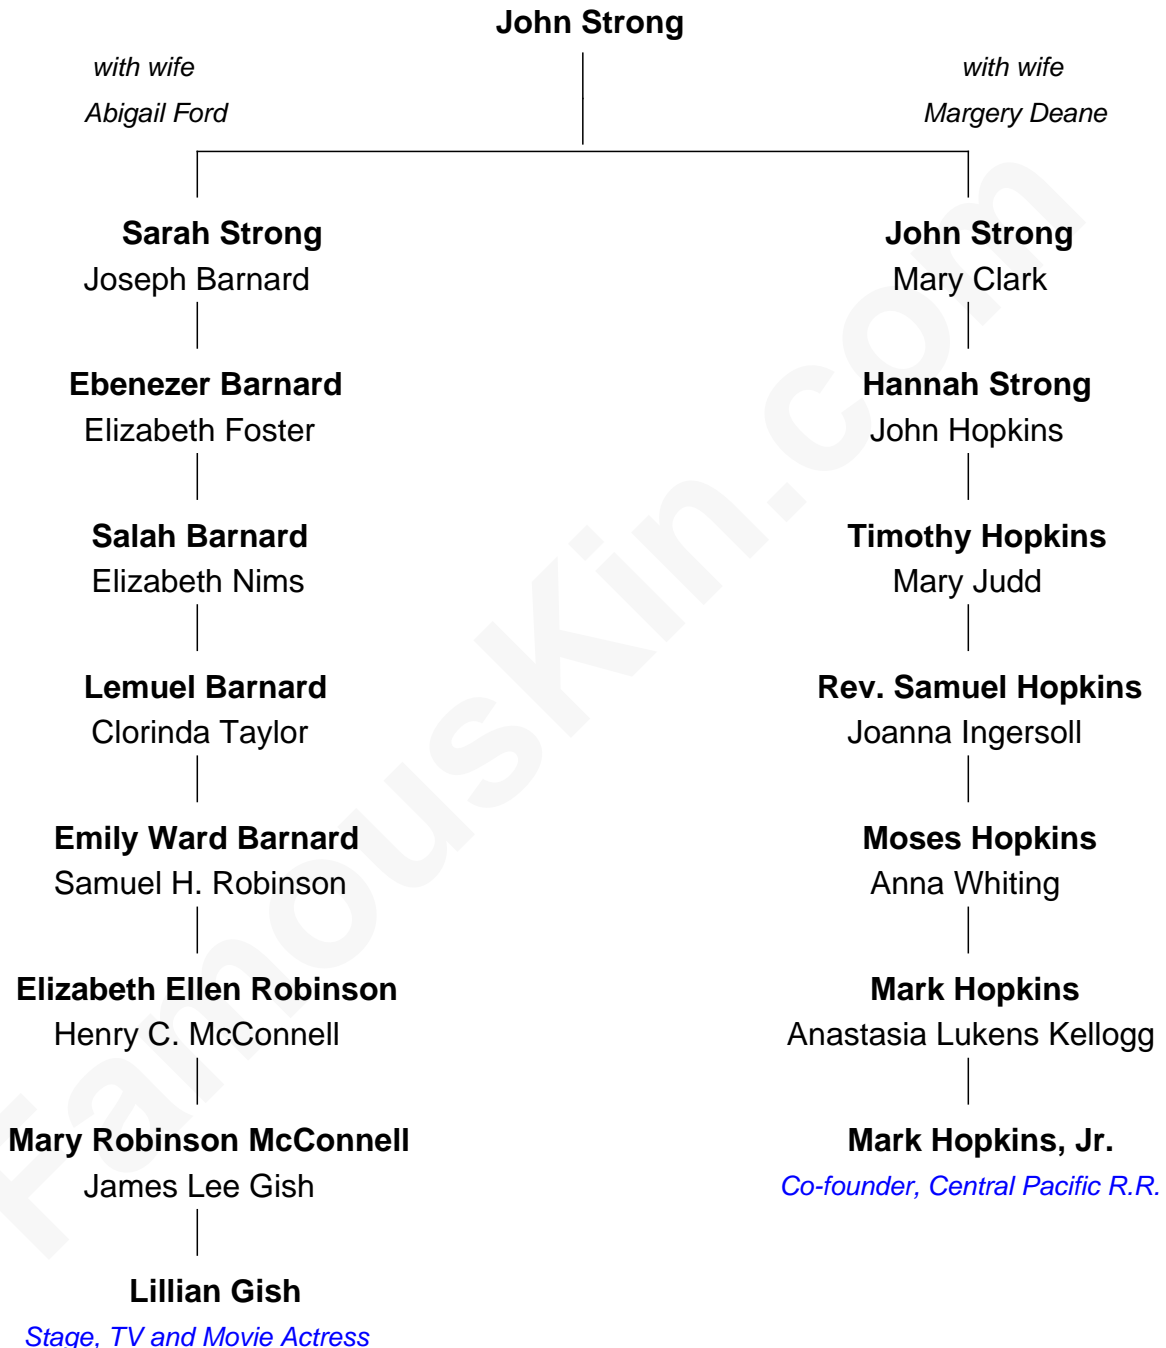 John Strong
with wife
Abigail Ford
with wife
Margery Deane
Sarah Strong
Joseph Barnard
John Strong
Mary Clark
Ebenezer Barnard
Elizabeth Foster
Hannah Strong
John Hopkins
Salah Barnard
Elizabeth Nims
Timothy Hopkins
Mary Judd
Lemuel Barnard
Clorinda Taylor
Rev. Samuel Hopkins
Joanna Ingersoll
Emily Ward Barnard
Samuel H. Robinson
Moses Hopkins
Anna Whiting
Elizabeth Ellen Robinson
Henry C. McConnell
Mark Hopkins
Anastasia Lukens Kellogg
Mary Robinson McConnell
James Lee Gish
Mark Hopkins, Jr.
Co-founder, Central Pacific R.R.
Lillian Gish
Stage, TV and Movie Actress
FamousKin.com